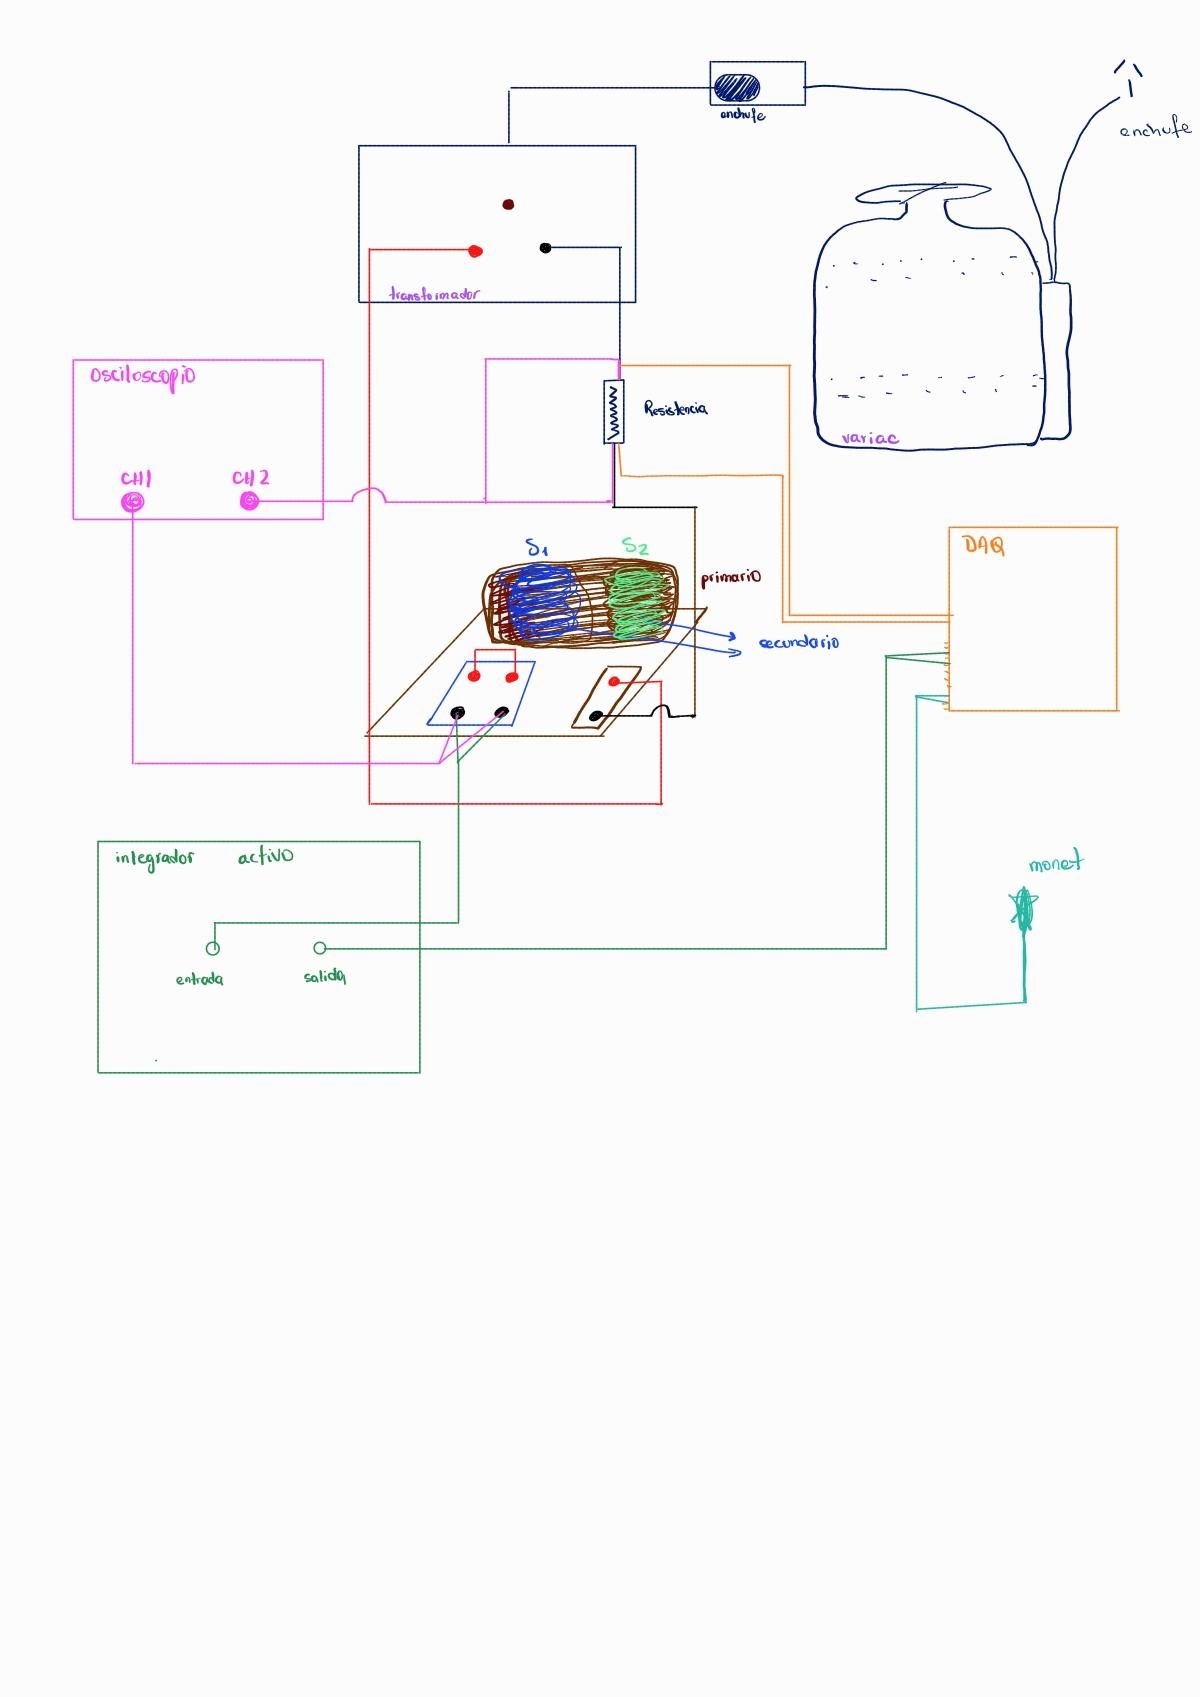 enchufe
enchufe
transformador
osciloscopio
Resistencia
variac
CH1
CH2
S1
S2
DAQ
primario
secundario
integrador activo
monet
entrada
salida